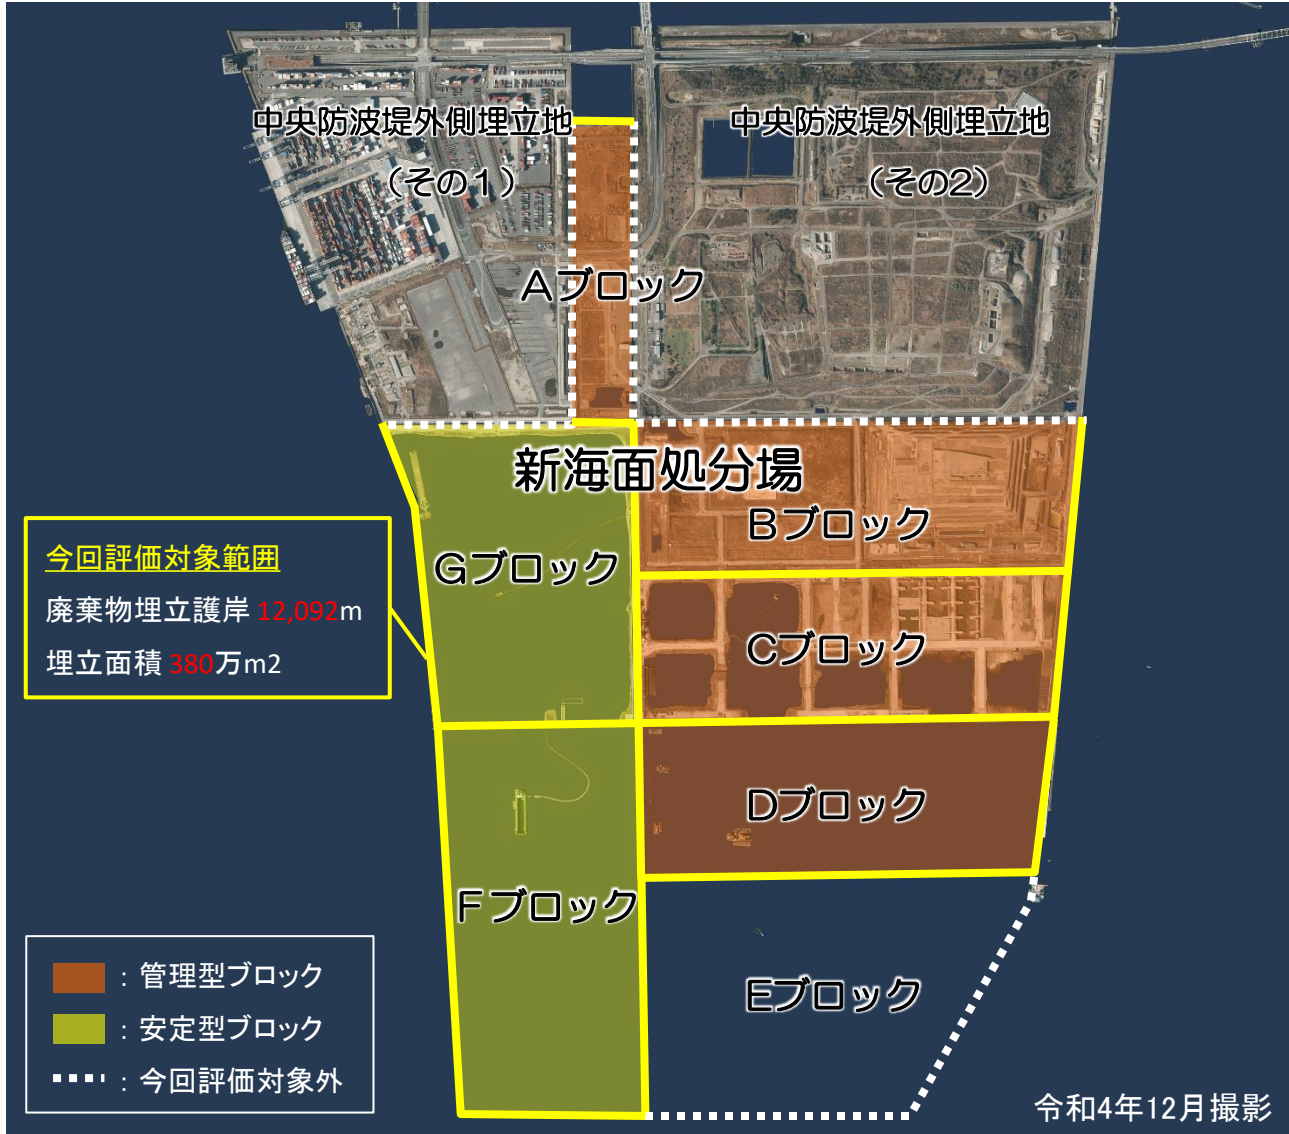 中央防波堤外側埋立地
（その１）
中央防波堤外側埋立地
（その2）
Ａブロック
新海面処分場
Ｂブロック
Ｇブロック
今回評価対象範囲
廃棄物埋立護岸 12,092m
埋立面積 380万m2
Ｃブロック
Ｄブロック
Ｆブロック
Ｅブロック
：管理型ブロック
：安定型ブロック
：今回評価対象外
令和4年12月撮影